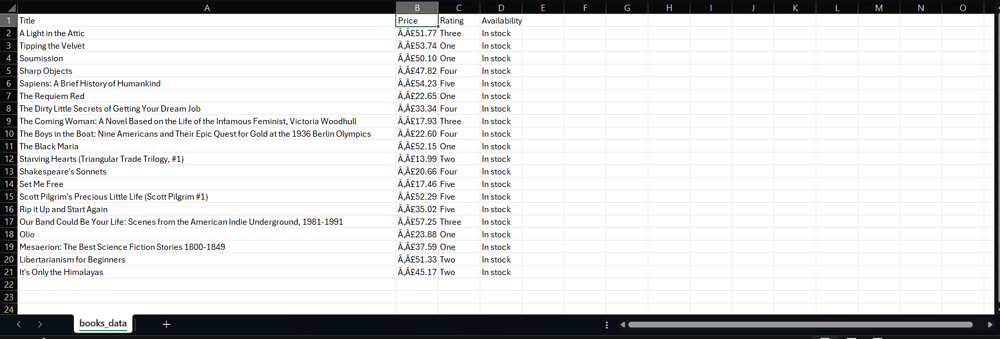 A B C D E F G H I J K L M N O
1 Title Price Rating Availability
2 A Light in the Attic Ã‚Â£51.77 Three In stock
3 Tipping the Velvet Ã‚Â£53.74 One In stock
4 Soumission Ã‚Â£50.10 One In stock
5 Sharp Objects Ã‚Â£47.82 Four In stock
6 Sapiens: A Brief History of Humankind Ã‚Â£54.23 Five In stock
7 The Requiem Red Ã‚Â£22.65 One In stock
8 The Dirty Little Secrets of Getting Your Dream Job Ã‚Â£33.34 Four In stock
9 The Coming Woman: A Novel Based on the Life of the Infamous Feminist, Victoria Woodhull Ã‚Â£17.93 Three In stock
10 The Boys in the Boat: Nine Americans and Their Epic Quest for Gold at the 1936 Berlin Olympics Ã‚Â£22.60 Four In stock
11 The Black Maria Ã‚Â£52.15 One In stock
12 Starving Hearts (Triangular Trade Trilogy, #1) Ã‚Â£13.99 Two In stock
13 Shakespeare's Sonnets Ã‚Â£20.66 Four In stock
14 Set Me Free Ã‚Â£17.46 Five In stock
15 Scott Pilgrim's Precious Little Life (Scott Pilgrim #1) Ã‚Â£52.29 Five In stock
16 Rip it Up and Start Again Ã‚Â£35.02 Five In stock
17 Our Band Could Be Your Life: Scenes from the American Indie Underground, 1981-1991 Ã‚Â£57.25 Three In stock
18 Olio Ã‚Â£23.88 One In stock
19 Mesaerion: The Best Science Fiction Stories 1800-1849 Ã‚Â£37.59 One In stock
20 Libertarianism for Beginners Ã‚Â£51.33 Two In stock
21 It's Only the Himalayas Ã‚Â£45.17 Two In stock
22
23
24
books_data